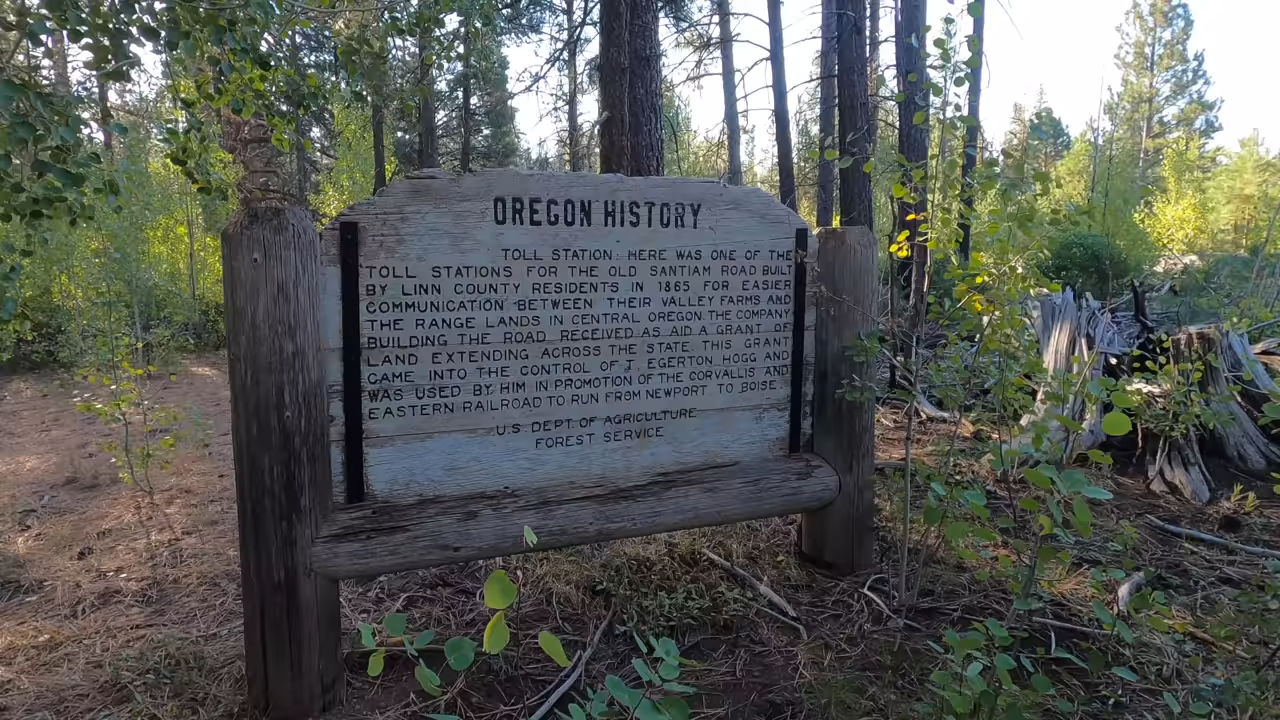 OREGON HISTORY
TOLL STATION: HERE WAS ONE OF THE
TOLL STATIONS FOR THE OLD SANTIAM ROAD BUILT
BY LINN COUNTY RESIDENTS IN 1865 FOR EASIER
COMMUNICATION BETWEEN THEIR VALLEY FARMS AND
THE RANGE LANDS IN CENTRAL OREGON. THE COMPANY
BUILDING THE ROAD RECEIVED AS AID A GRANT OF
LAND EXTENDING ACROSS THE STATE. THIS GRANT
CAME INTO THE CONTROL OF T. EGERTON HOGG AND
WAS USED BY HIM IN PROMOTION OF THE CORVALLIS AND
EASTERN RAILROAD TO RUN FROM NEWPORT TO BOISE.
U.S. DEPT. OF AGRICULTURE
FOREST SERVICE